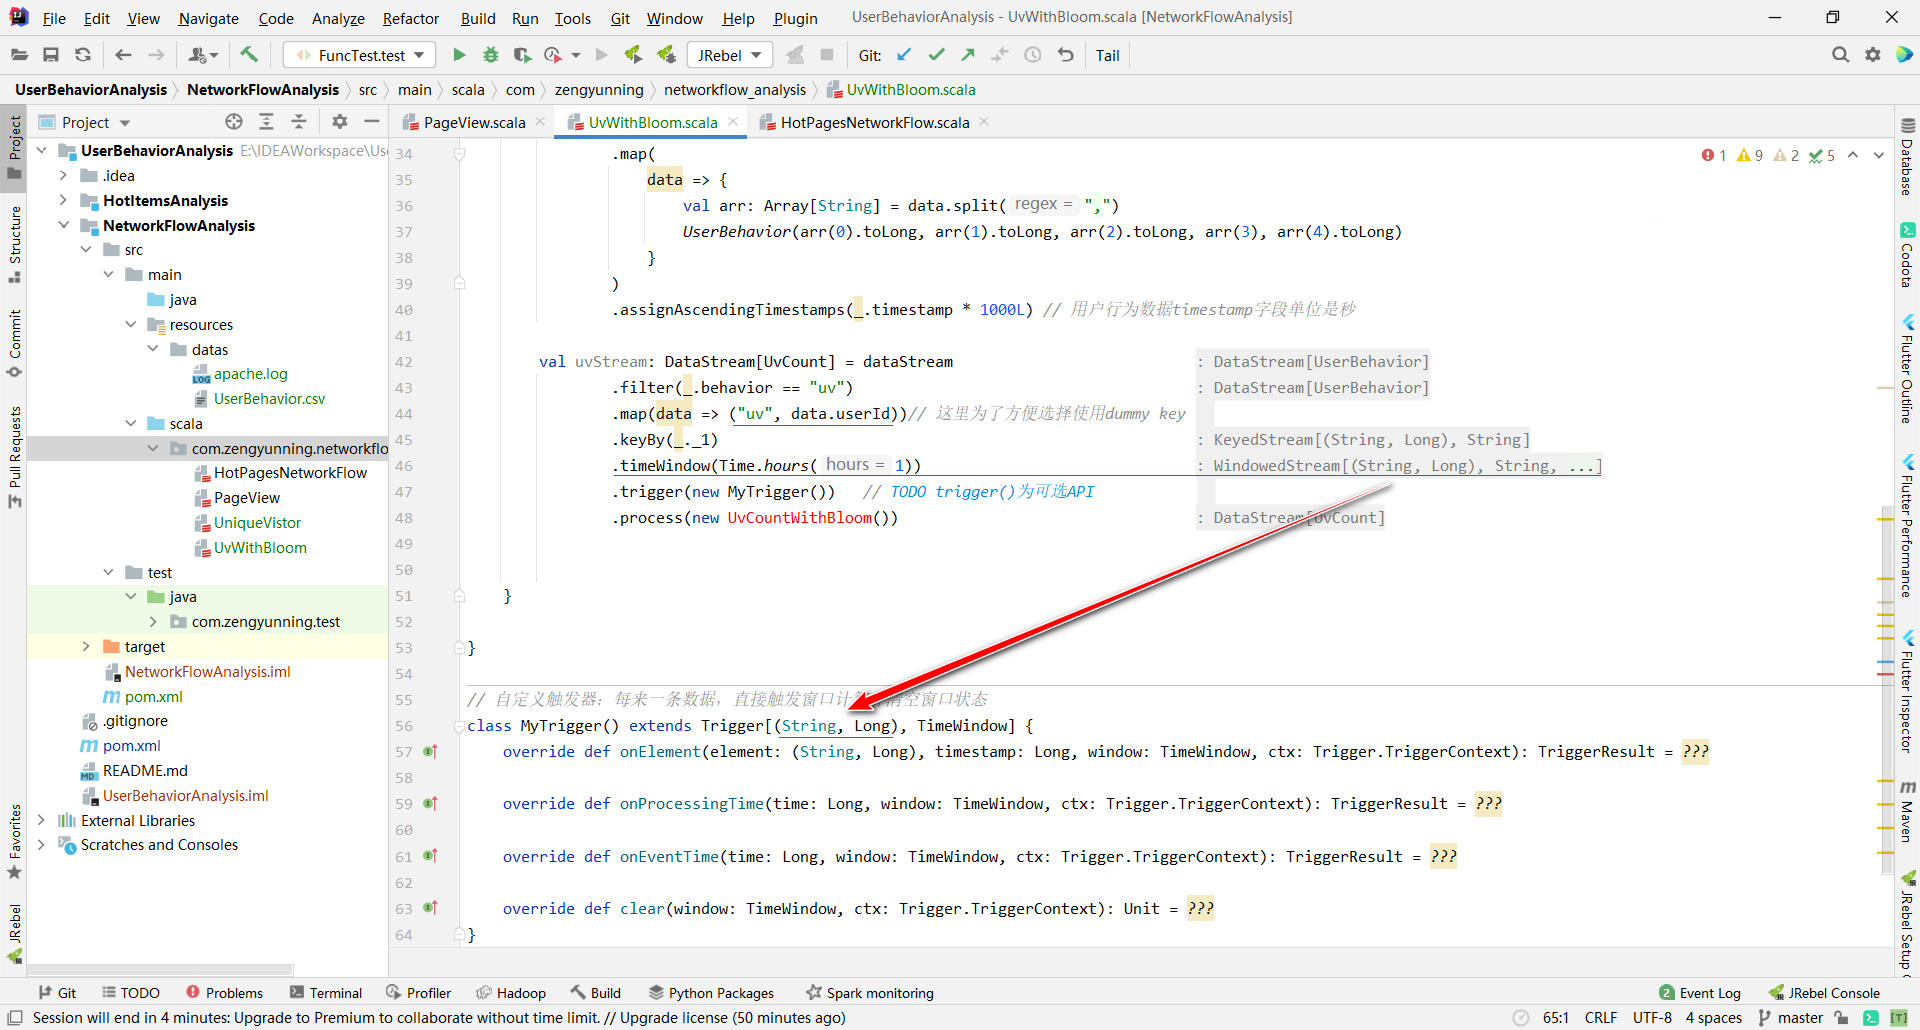 File Edit View Navigate Code Analyze Refactor Build Run Tools Git Window Help Plugin UserBehaviorAnalysis - UvWithBloom.scala [NetworkFlowAnalysis]
FuncTest.test JRebel Git: Tail
UserBehaviorAnalysis NetworkFlowAnalysis src main scala com zengyunning networkflow_analysis UvWithBloom.scala
Project
PageView.scala UvWithBloom.scala HotPagesNetworkFlow.scala
UserBehaviorAnalysis E:\IDEAWorkspace\Us
.idea
HotItemsAnalysis
NetworkFlowAnalysis
src
main
java
resources
datas
apache.log
UserBehavior.csv
scala
com.zengyunning.networkflo
HotPagesNetworkFlow
PageView
UniqueVistor
UvWithBloom
test
java
com.zengyunning.test
target
NetworkFlowAnalysis.iml
pom.xml
.gitignore
pom.xml
README.md
UserBehaviorAnalysis.iml
External Libraries
Scratches and Consoles
Project
Structure
Commit
Pull Requests
Favorites
JRebel
1 9 2 5
34 .map(
35 data => {
36 val arr: Array[String] = data.split( regex = ",")
37 UserBehavior(arr(0).toLong, arr(1).toLong, arr(2).toLong, arr(3), arr(4).toLong)
38 }
39 )
40 .assignAscendingTimestamps(_.timestamp * 1000L) // 用户行为数据timestamp字段单位是秒
41
42 val uvStream: DataStream[UvCount] = dataStream : DataStream[UserBehavior]
43 .filter(_.behavior == "uv") : DataStream[UserBehavior]
44 .map(data => ("uv", data.userId))// 这里为了方便选择使用dummy key
45 .keyBy(_._1) : KeyedStream[(String, Long), String]
46 .timeWindow(Time.hours( hours = 1)) : WindowedStream[(String, Long), String, ...]
47 .trigger(new MyTrigger()) // TODO trigger()为可选API
48 .process(new UvCountWithBloom()) : DataStream[UvCount]
49
50
51 }
52
53 }
54
55 // 自定义触发器：每来一条数据，直接触发窗口计 清空窗口状态
56 class MyTrigger() extends Trigger[(String, Long), TimeWindow] {
57 override def onElement(element: (String, Long), timestamp: Long, window: TimeWindow, ctx: Trigger.TriggerContext): TriggerResult = ???
58
59 override def onProcessingTime(time: Long, window: TimeWindow, ctx: Trigger.TriggerContext): TriggerResult = ???
60
61 override def onEventTime(time: Long, window: TimeWindow, ctx: Trigger.TriggerContext): TriggerResult = ???
62
63 override def clear(window: TimeWindow, ctx: Trigger.TriggerContext): Unit = ???
64 }
Database
Codota
Flutter Outline
Flutter Performance
Flutter Inspector
Maven
JRebel Setup
Git TODO Problems Terminal Profiler Hadoop Build Python Packages Spark monitoring 2 Event Log JRebel Console
Session will end in 4 minutes: Upgrade to Premium to collaborate without time limit. // Upgrade license (50 minutes ago) 65:1 CRLF UTF-8 4 spaces master